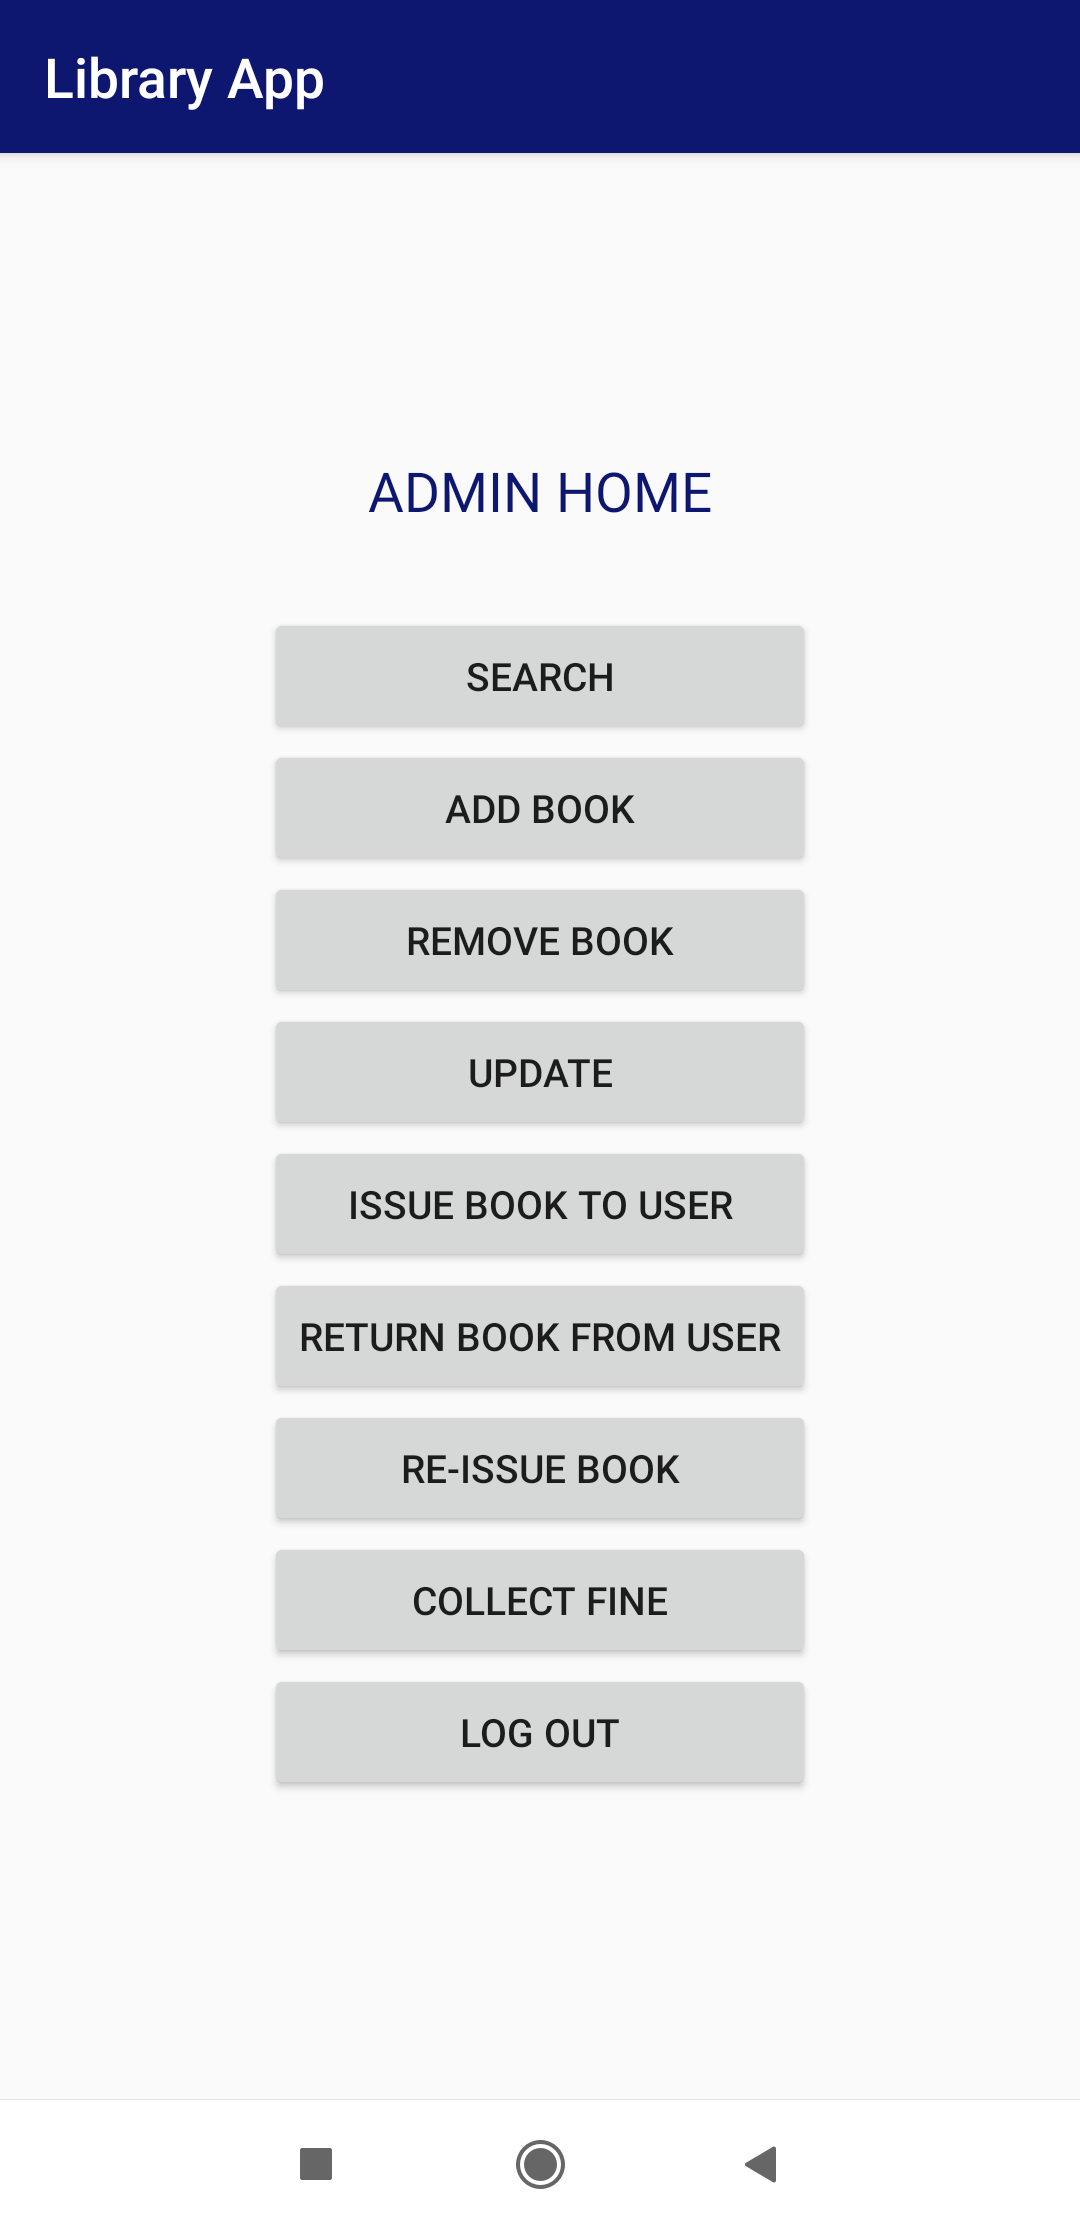 Library App
ADMIN HOME
SEARCH
ADD BOOK
REMOVE BOOK
UPDATE
ISSUE BOOK TO USER
RETURN BOOK FROM USER
RE-ISSUE BOOK
COLLECT FINE
LOG OUT